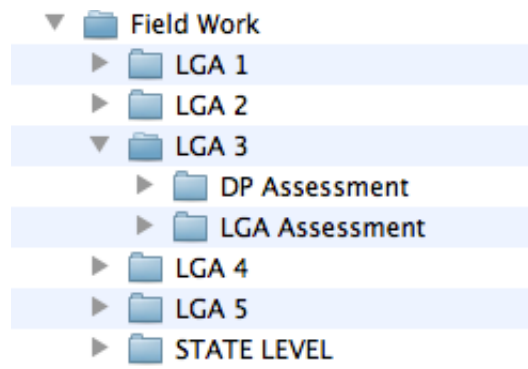 Field Work
LGA 1
LGA 2
LGA 3
DP Assessment
LGA Assessment
LGA 4
LGA 5
STATE LEVEL